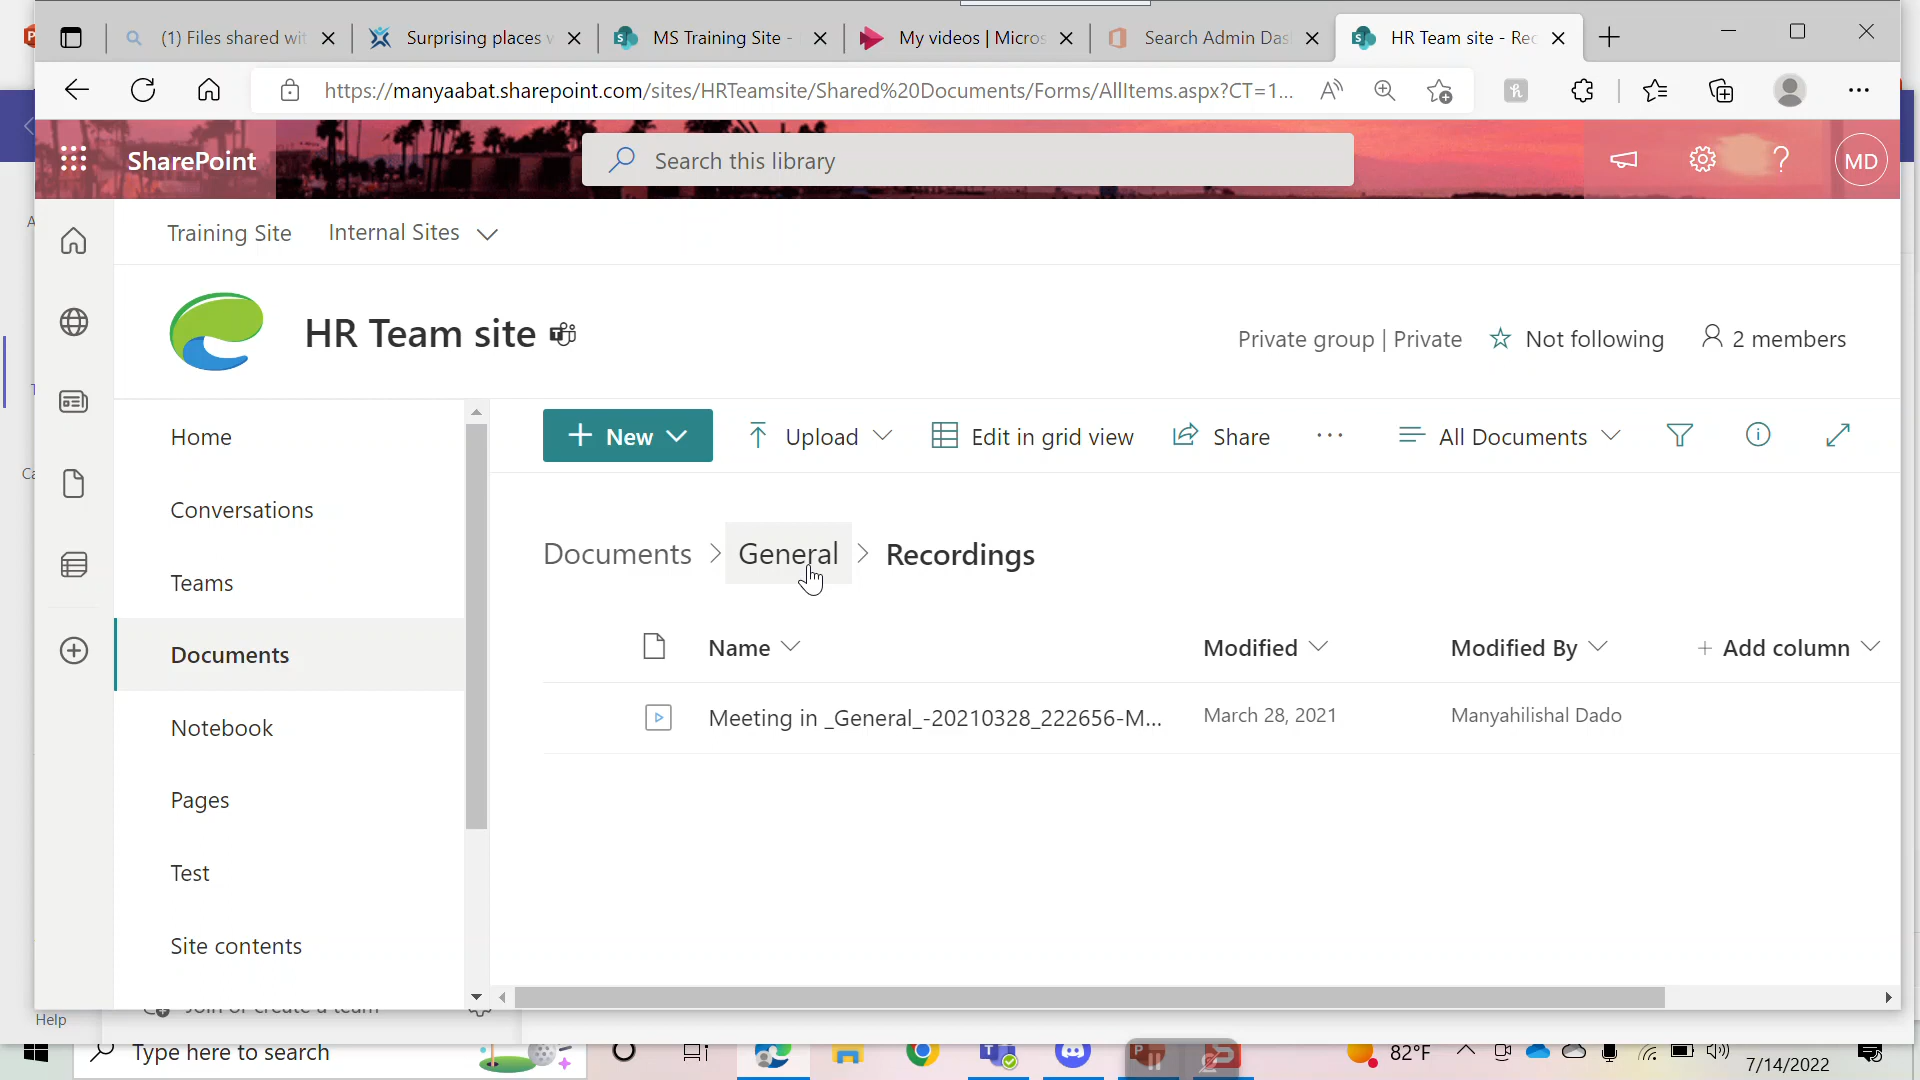 (1) Files shared wit
Surprising places v
MS Training Site -
My videos | Micros
Search Admin Das
HR Team site - Rec
https://manyaabat.sharepoint.com/sites/HRTeamsite/Shared%20Documents/Forms/AllItems.aspx?CT=1...
SharePoint
Search this library
MD
Training Site
Internal Sites
HR Team site
Private group | Private
Not following
2 members
Home
Conversations
Teams
Documents
Notebook
Pages
Test
Site contents
New
Upload
Edit in grid view
Share
All Documents
Documents > General > Recordings
Name
Modified
Modified By
+ Add column
Meeting in _General_-20210328_222656-M...
March 28, 2021
Manyahilishal Dado
Join or create a team
Help
Type here to search
82°F
7/14/2022